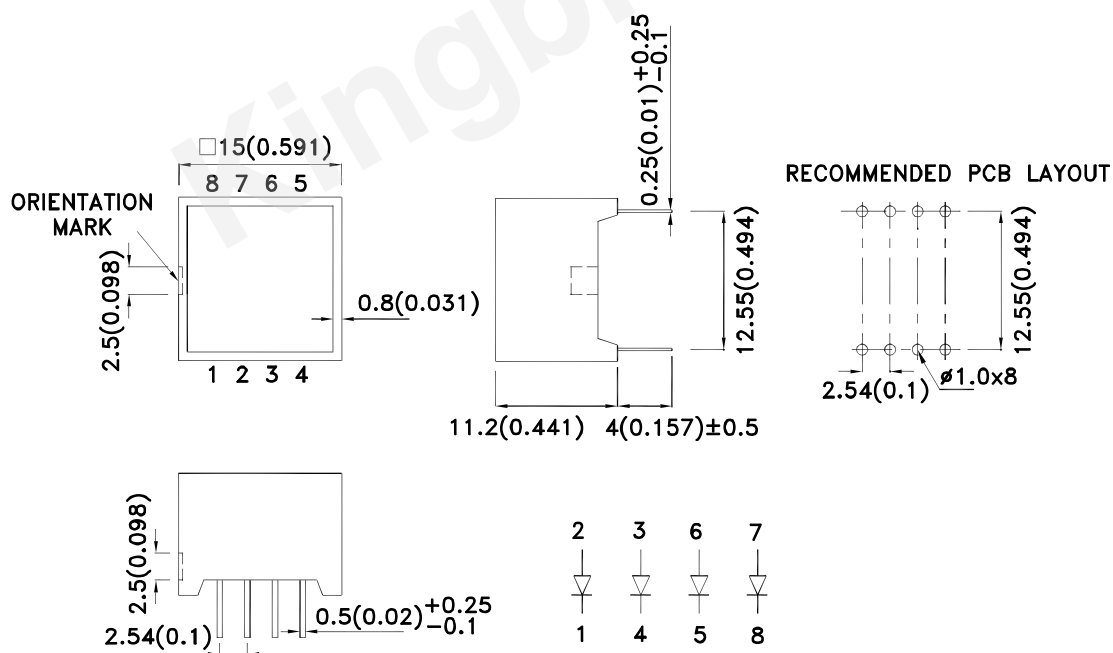 Kingbr
□15(0.591)
8 7 6 5
ORIENTATION
MARK
2.5(0.098)
0.8(0.031)
1 2 3 4
0.25(0.01)+0.25
-0.1
12.55(0.494)
11.2(0.441) 4(0.157)±0.5
RECOMMENDED PCB LAYOUT
12.55(0.494)
2.54(0.1) ø1.0x8
2.5(0.098)
2.54(0.1)
0.5(0.02)+0.25
-0.1
2 3 6 7
1 4 5 8